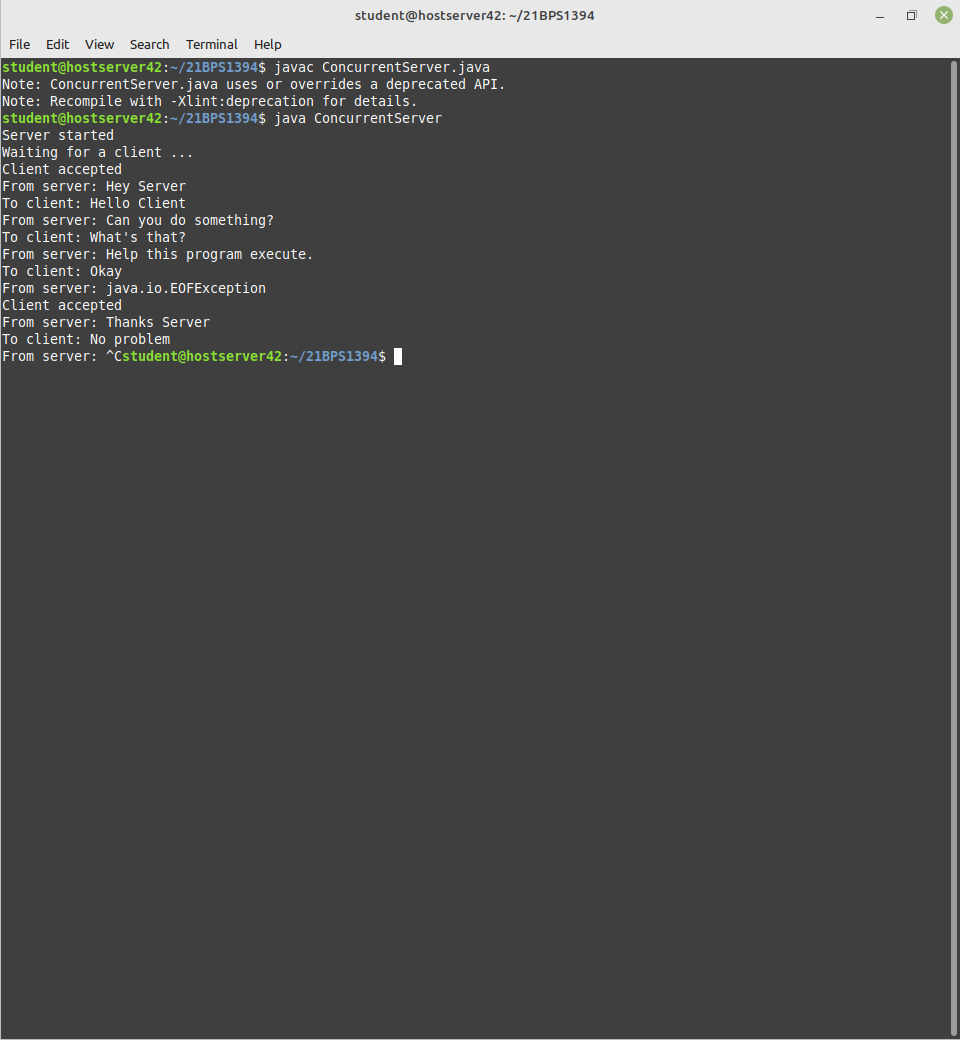 student@hostserver42: ~/21BPS1394
File Edit View Search Terminal Help
student@hostserver42:~/21BPS1394$ javac ConcurrentServer.java
Note: ConcurrentServer.java uses or overrides a deprecated API.
Note: Recompile with -Xlint:deprecation for details.
student@hostserver42:~/21BPS1394$ java ConcurrentServer
Server started
Waiting for a client ...
Client accepted
From server: Hey Server
To client: Hello Client
From server: Can you do something?
To client: What's that?
From server: Help this program execute.
To client: Okay
From server: java.io.EOFException
Client accepted
From server: Thanks Server
To client: No problem
From server: ^Cstudent@hostserver42:~/21BPS1394$